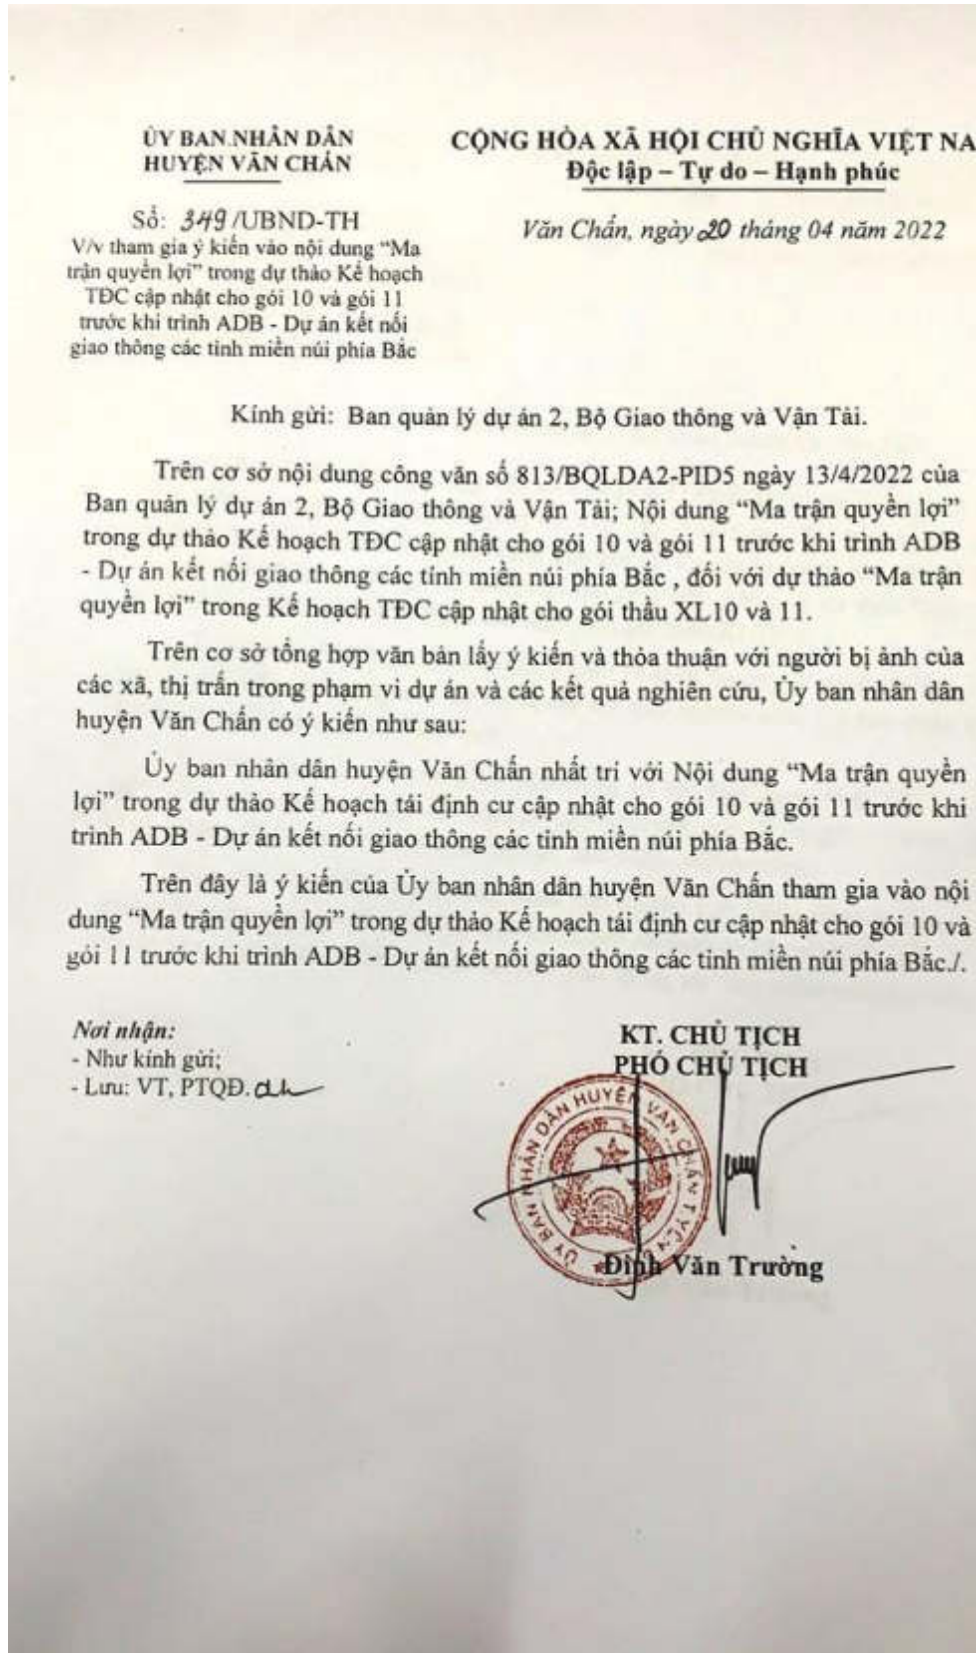 ỦY BAN NHÂN DÂN
HUYỆN VĂN CHẤN
CỘNG HÒA XÃ HỘI CHỦ NGHĨA VIỆT NA
Độc lập – Tự do – Hạnh phúc
Số: 349/UBND-TH
Văn Chấn, ngày 20 tháng 04 năm 2022
V/v tham gia ý kiến vào nội dung “Ma
trận quyền lợi” trong dự thảo Kế hoạch
TĐC cập nhật cho gói 10 và gói 11
trước khi trình ADB - Dự án kết nối
giao thông các tỉnh miền núi phía Bắc
Kính gửi: Ban quản lý dự án 2, Bộ Giao thông và Vận Tải.
Trên cơ sở nội dung công văn số 813/BQLDA2-PID5 ngày 13/4/2022 của
Ban quản lý dự án 2, Bộ Giao thông và Vận Tải; Nội dung “Ma trận quyền lợi”
trong dự thảo Kế hoạch TĐC cập nhật cho gói 10 và gói 11 trước khi trình ADB
- Dự án kết nối giao thông các tỉnh miền núi phía Bắc , đối với dự thảo “Ma trận
quyền lợi” trong Kế hoạch TĐC cập nhật cho gói thầu XL10 và 11.
Trên cơ sở tổng hợp văn bản lấy ý kiến và thỏa thuận với người bị ảnh của
các xã, thị trấn trong phạm vi dự án và các kết quả nghiên cứu, Ủy ban nhân dân
huyện Văn Chấn có ý kiến như sau:
Ủy ban nhân dân huyện Văn Chấn nhất trí với Nội dung “Ma trận quyền
lợi” trong dự thảo Kế hoạch tái định cư cập nhật cho gói 10 và gói 11 trước khi
trình ADB - Dự án kết nối giao thông các tỉnh miền núi phía Bắc.
Trên đây là ý kiến của Ủy ban nhân dân huyện Văn Chấn tham gia vào nội
dung “Ma trận quyền lợi” trong dự thảo Kế hoạch tái định cư cập nhật cho gói 10 và
gói 11 trước khi trình ADB - Dự án kết nối giao thông các tỉnh miền núi phía Bắc./.
Nơi nhận:
- Như kính gửi;
- Lưu: VT, PTQĐ.
KT. CHỦ TỊCH
PHÓ CHỦ TỊCH
ỦY BAN NHÂN DÂN HUYỆN VĂN CHẤN T.YÊN
Đinh Văn Trường